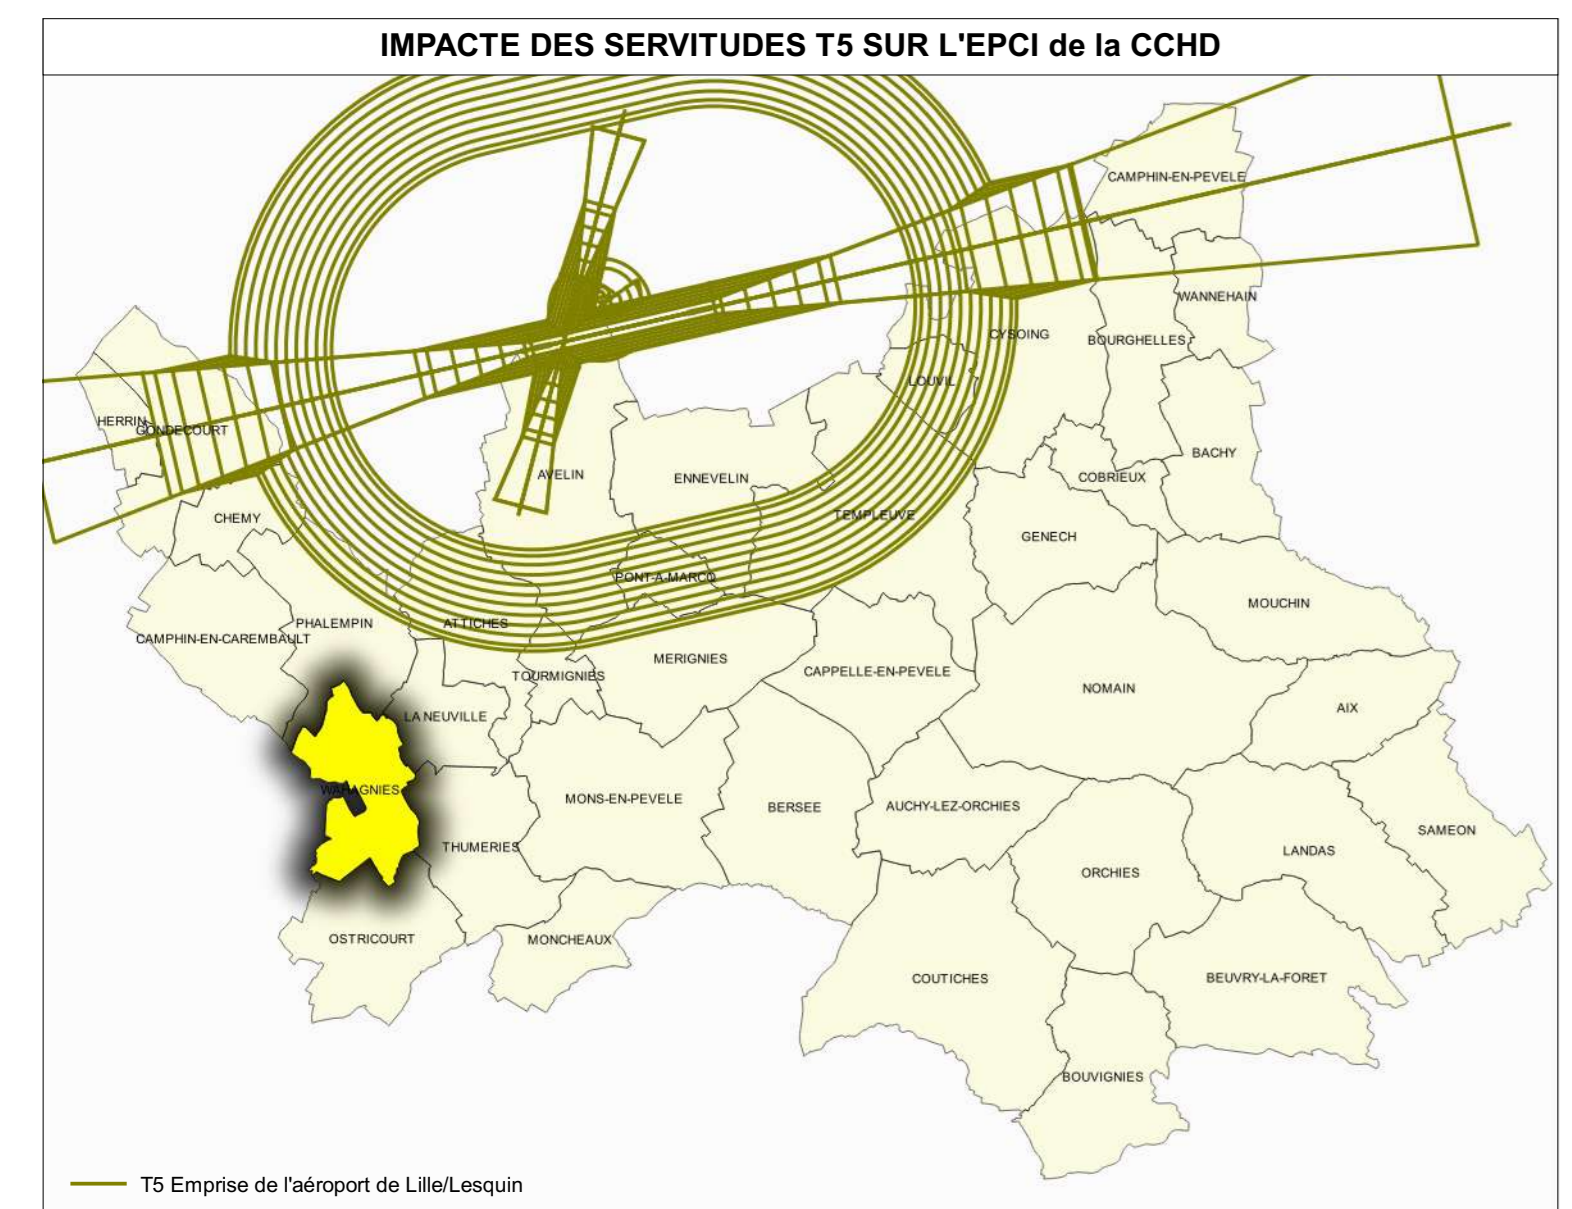 IMPACTE DES SERVITUDES T5 SUR L'EPCI de la CCHD
CAMPHIN-EN-PEVELE
WANNEHAIN
CYSOING
BOURGHELLES
LOUVIL
HERRIN
GONDECOURT
BACHY
AVELIN
ENNEVELIN
COBRIEUX
CHEMY
TEMPLEUVE
GENECH
PONT-A-MARCQ
MOUCHIN
PHALEMPIN
ATTICHES
CAMPHIN-EN-CAREMBAULT
MERIGNIES
CAPPELLE-EN-PEVELE
TOURMIGNIES
NOMAIN
AIX
LA NEUVILLE
WAHAGNIES
MONS-EN-PEVELE
BERSEE
AUCHY-LEZ-ORCHIES
SAMEON
THUMERIES
LANDAS
ORCHIES
OSTRICOURT
MONCHEAUX
COUTICHES
BEUVRY-LA-FORET
BOUVIGNIES
T5 Emprise de l'aéroport de Lille/Lesquin